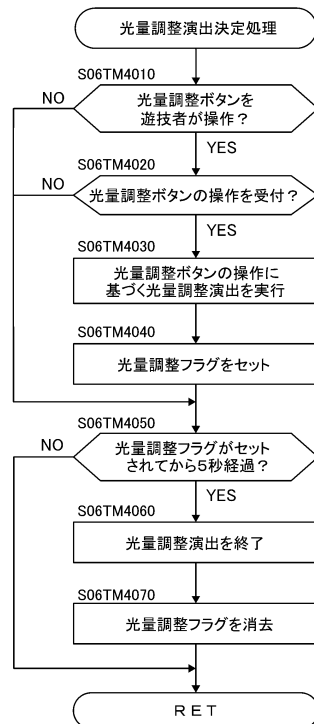 光量調整演出決定処理
S06TM4010
NO
光量調整ボタンを
遊技者が操作？
YES
S06TM4020
NO
光量調整ボタンの操作を受付？
YES
S06TM4030
光量調整ボタンの操作に
基づく光量調整演出を実行
S06TM4040
光量調整フラグをセット
S06TM4050
NO
光量調整フラグがセット
されてから５秒経過？
YES
S06TM4060
光量調整演出を終了
S06TM4070
光量調整フラグを消去
ＲＥＴ